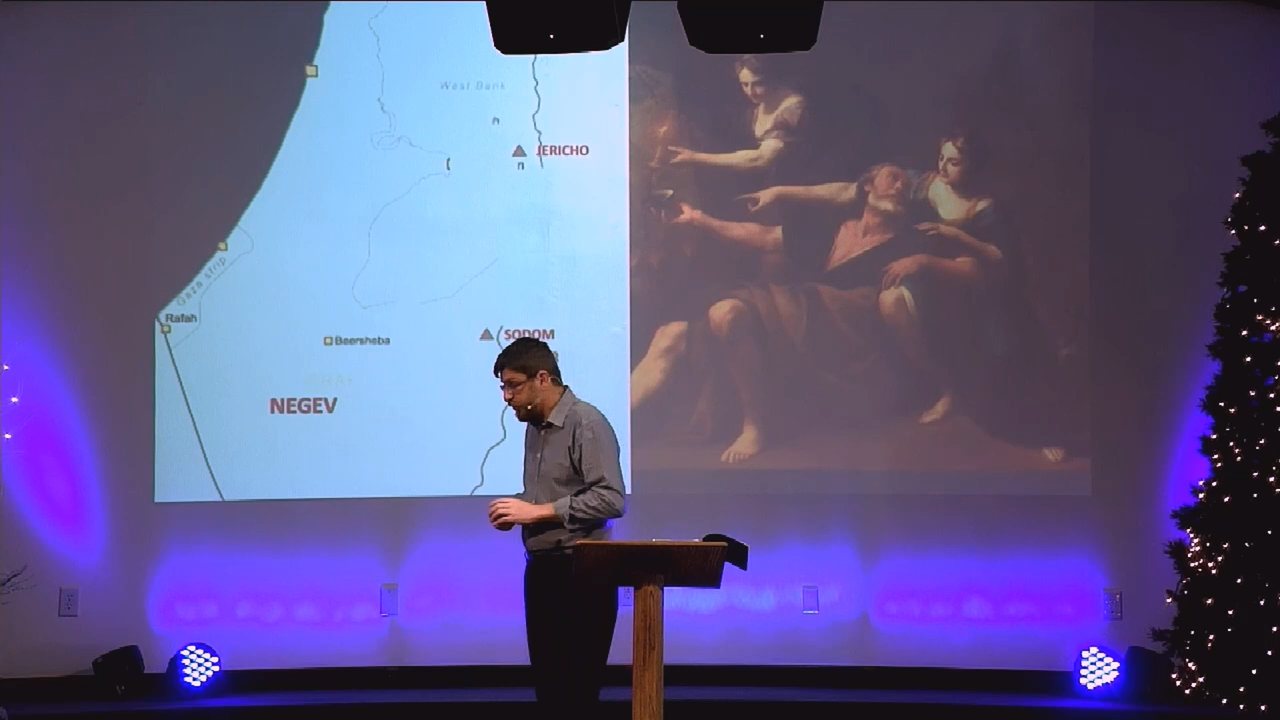 West Bank
JERICHO
Gaza strip
Rafah
Beersheba
SODOM
NEGEV